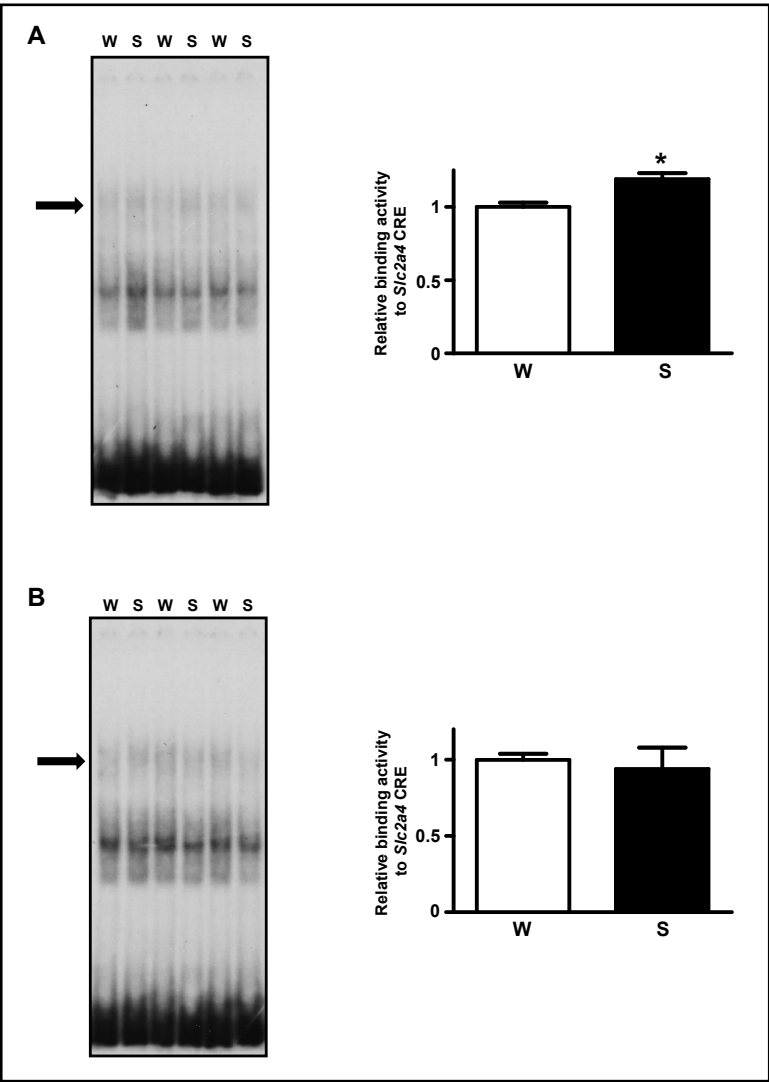 A
W S W S W S
Relative binding activity
to Slc2a4 CRE
1
0.5
0
*
W S
B
W S W S W S
Relative binding activity
to Slc2a4 CRE
1
0.5
0
W S